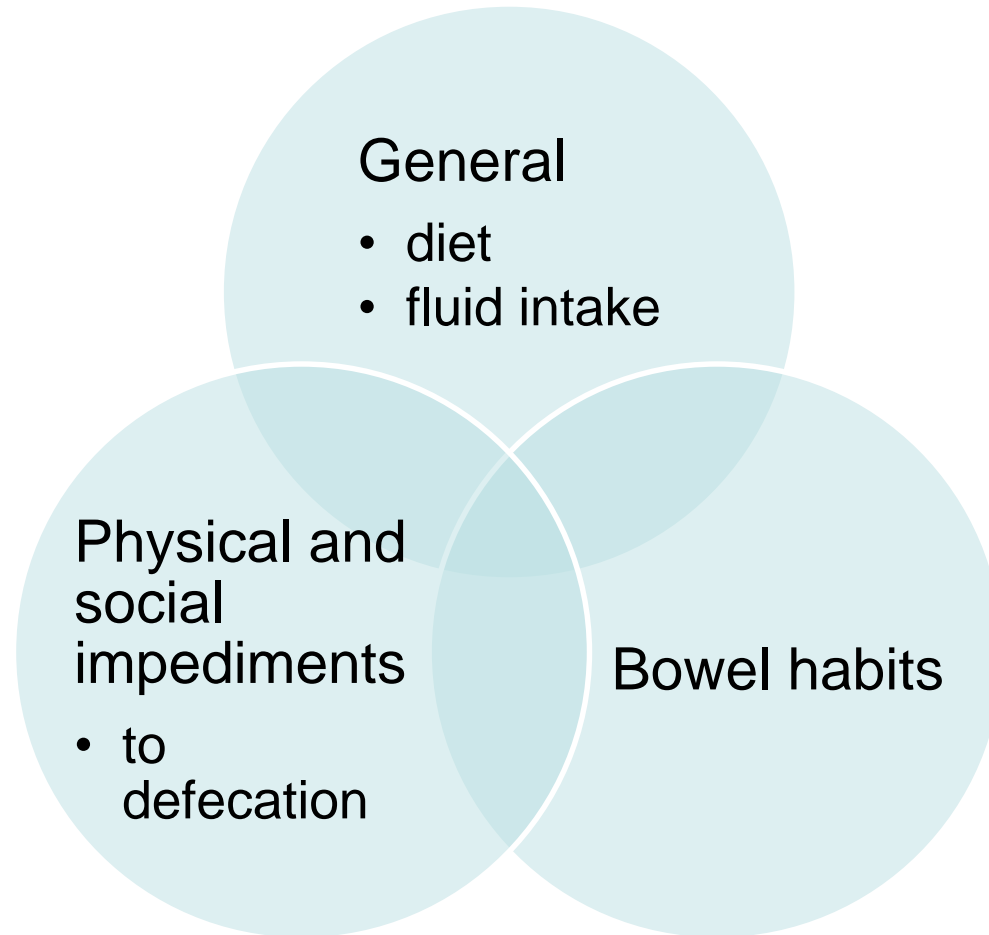 General
• diet
• fluid intake
Physical and
social
impediments
• to
defecation
Bowel habits